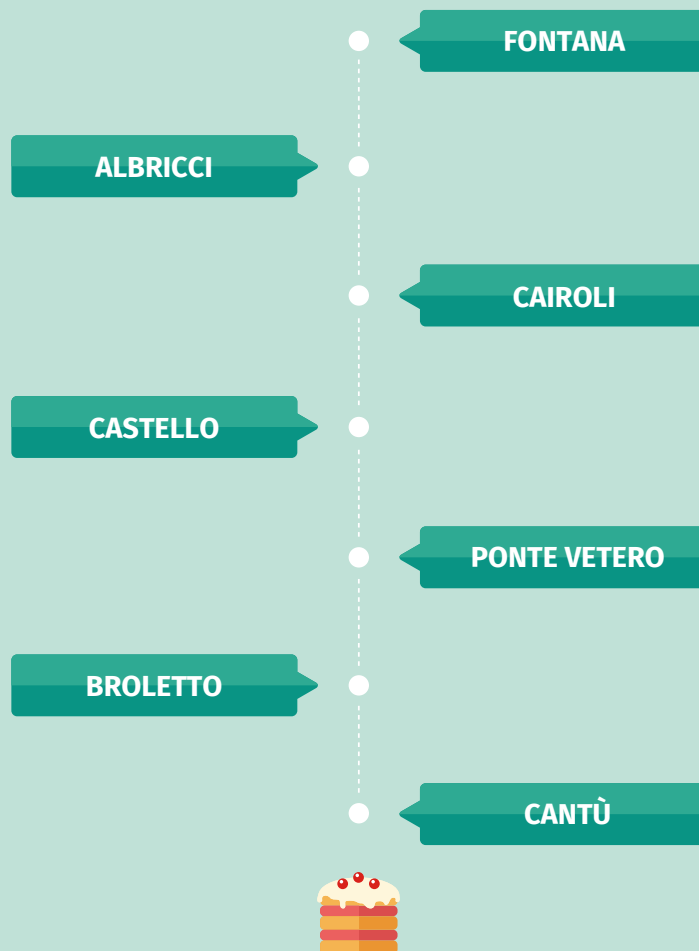 FONTANA
ALBRICCI
CAIROLI
CASTELLO
PONTE VETERO
BROLETTO
CANTÙ